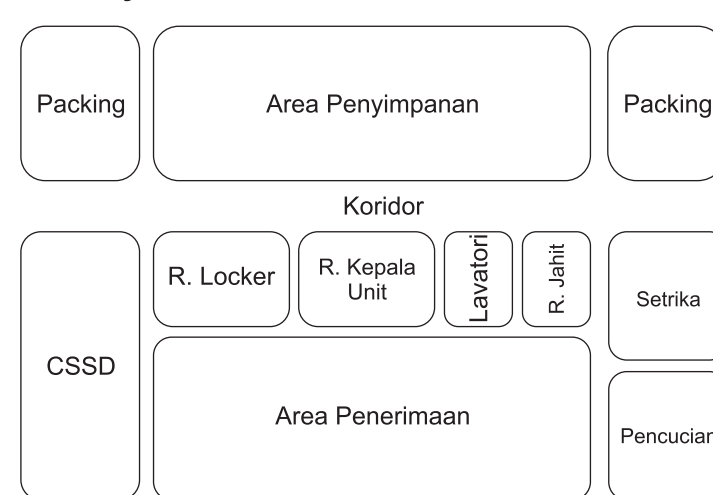 Packing
Area Penyimpanan
Packing
Koridor
R. Locker
R. Kepala
Unit
Lavatori
R. Jahit
Setrika
CSSD
Area Penerimaan